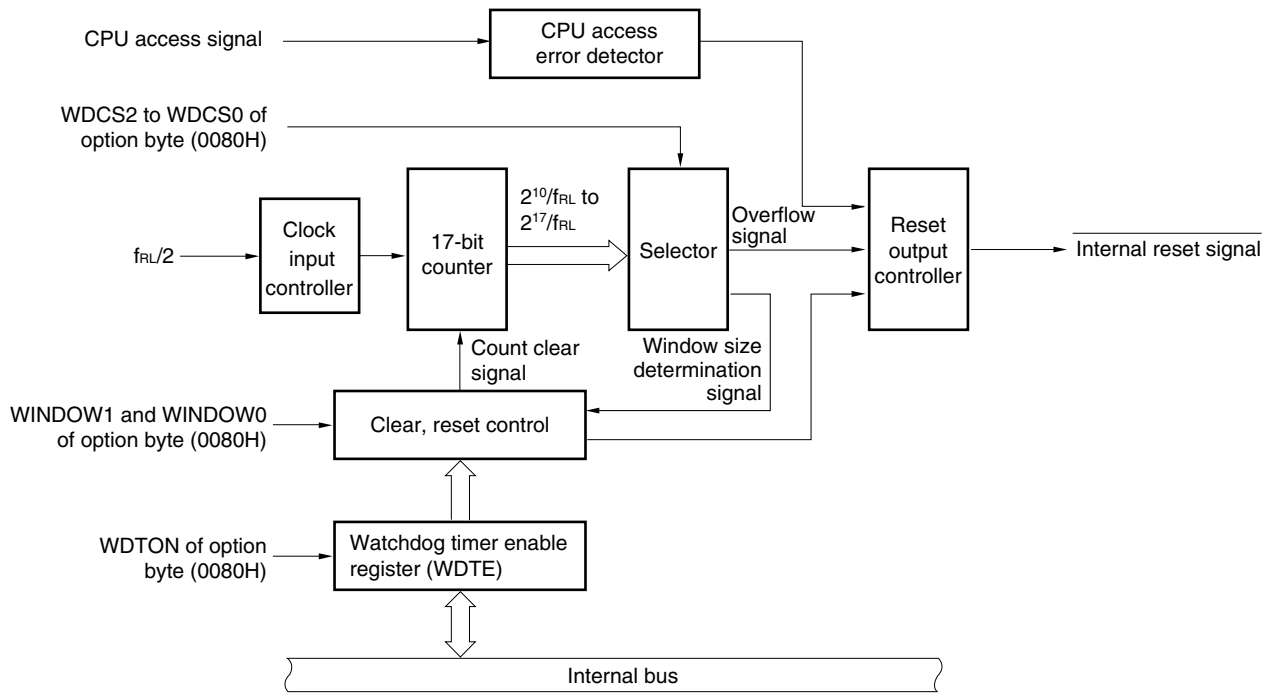 CPU access signal
CPU access
error detector
WDCS2 to WDCS0 of
option byte (0080H)
fRL/2
Clock
input
controller
17-bit
counter
2¹⁰/fRL to
2¹⁷/fRL
Selector
Overflow
signal
Reset
output
controller
Internal reset signal
Count clear
signal
Window size
determination
signal
WINDOW1 and WINDOW0
of option byte (0080H)
Clear, reset control
WDTON of option
byte (0080H)
Watchdog timer enable
register (WDTE)
Internal bus